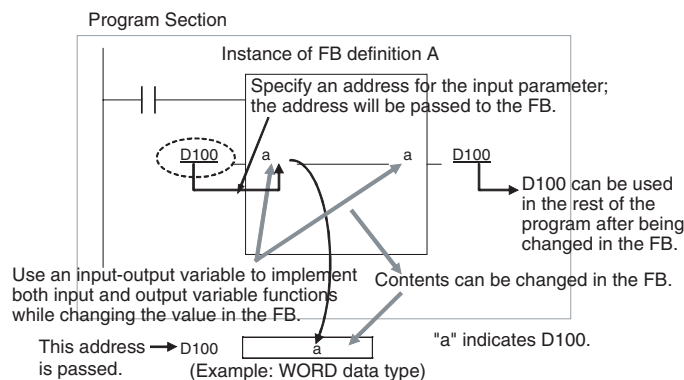 Program Section
Instance of FB definition A
Specify an address for the input parameter;
the address will be passed to the FB.
D100
a
a
D100
D100 can be used
in the rest of the
program after being
changed in the FB.
Use an input-output variable to implement
both input and output variable functions
while changing the value in the FB.
Contents can be changed in the FB.
This address
is passed.
D100
a
"a" indicates D100.
(Example: WORD data type)